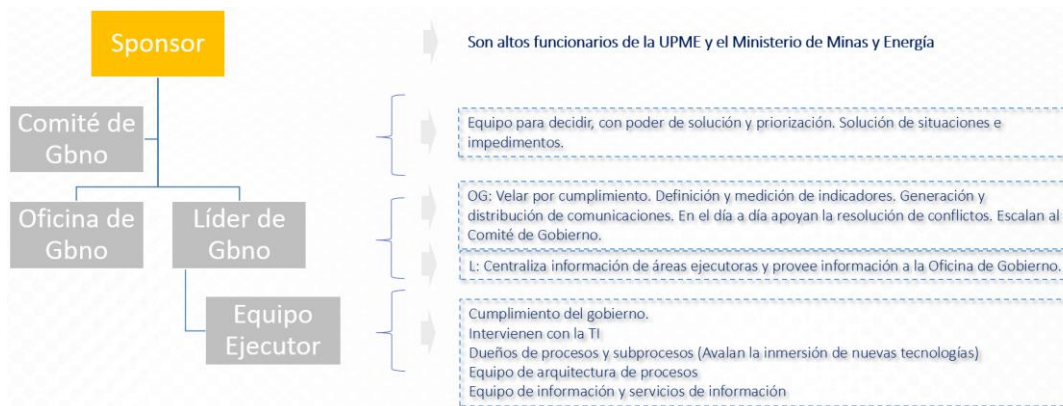 Sponsor
Son altos funcionarios de la UPME y el Ministerio de Minas y Energía
Comité de
Gbno
Equipo para decidir, con poder de solución y priorización. Solución de situaciones e
impedimentos.
Oficina de
Gbno
Líder de
Gbno
OG: Velar por cumplimiento. Definición y medición de indicadores. Generación y
distribución de comunicaciones. En el día a día apoyan la resolución de conflictos. Escalan al
Comité de Gobierno.
L: Centraliza información de áreas ejecutoras y provee información a la Oficina de Gobierno.
Equipo
Ejecutor
Cumplimiento del gobierno.
Intervienen con la TI
Dueños de procesos y subprocesos (Avalan la inmersión de nuevas tecnologías)
Equipo de arquitectura de procesos
Equipo de información y servicios de información